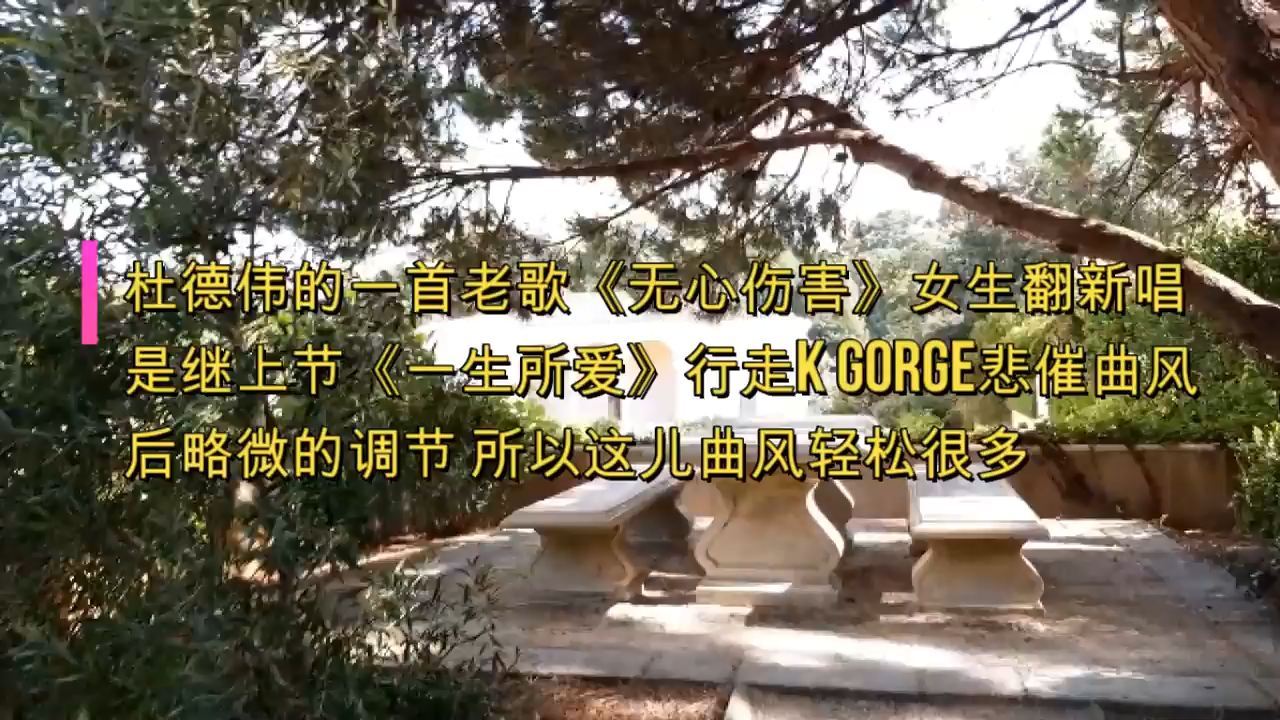 杜德伟的一首老歌《无心伤害》女生翻新唱
是继上节《一生所爱》行走K GORGE悲催曲风
后略微的调节 所以这儿曲风轻松很多